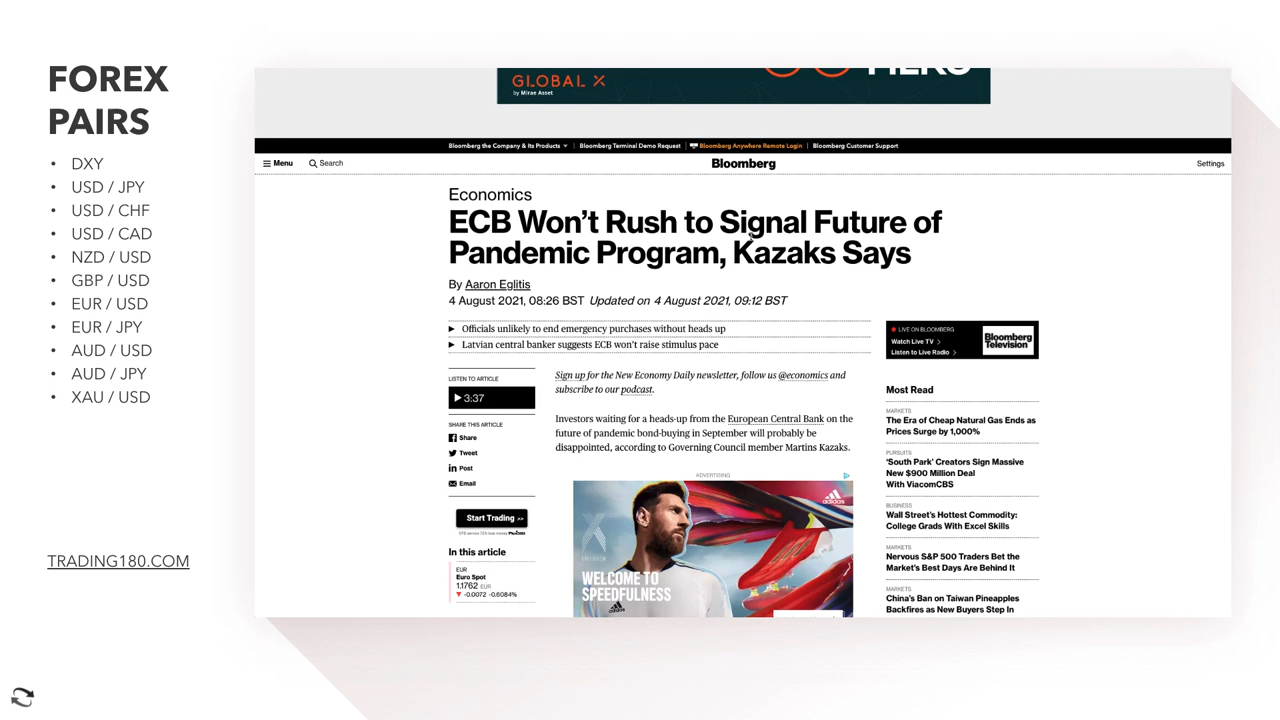 FOREX
PAIRS
• DXY
• USD / JPY
• USD / CHF
• USD / CAD
• NZD / USD
• GBP / USD
• EUR / USD
• EUR / JPY
• AUD / USD
• AUD / JPY
• XAU / USD
TRADING180.COM
GLOBAL X
by Mirae Asset
Bloomberg the Company & Its Products | Bloomberg Terminal Demo Request | Bloomberg Anywhere Remote Login | Bloomberg Customer Support
Menu Search Bloomberg Settings
Economics
ECB Won't Rush to Signal Future of
Pandemic Program, Kazaks Says
By Aaron Eglitis
4 August 2021, 08:26 BST Updated on 4 August 2021, 09:12 BST
Officials unlikely to end emergency purchases without heads up
Latvian central banker suggests ECB won't raise stimulus pace
LISTEN TO ARTICLE
3:37
SHARE THIS ARTICLE
Share
Tweet
Post
Email
Start Trading >>
In this article
EUR
Euro Spot
1.1762 EUR
▼ -0.0072 -0.6084%
Sign up for the New Economy Daily newsletter, follow us @economics and
subscribe to our podcast.
Investors waiting for a heads-up from the European Central Bank on the
future of pandemic bond-buying in September will probably be
disappointed, according to Governing Council member Martins Kazaks.
ADVERTISING
adidas
WELCOME TO
SPEEDFULNESS
LIVE ON BLOOMBERG
Watch Live TV >
Listen to Live Radio >
Bloomberg
Television
Most Read
MARKETS
The Era of Cheap Natural Gas Ends as
Prices Surge by 1,000%
PURSUITS
'South Park' Creators Sign Massive
New $900 Million Deal
With ViacomCBS
BUSINESS
Wall Street's Hottest Commodity:
College Grads With Excel Skills
MARKETS
Nervous S&P 500 Traders Bet the
Market's Best Days Are Behind It
MARKETS
China's Ban on Taiwan Pineapples
Backfires as New Buyers Step In